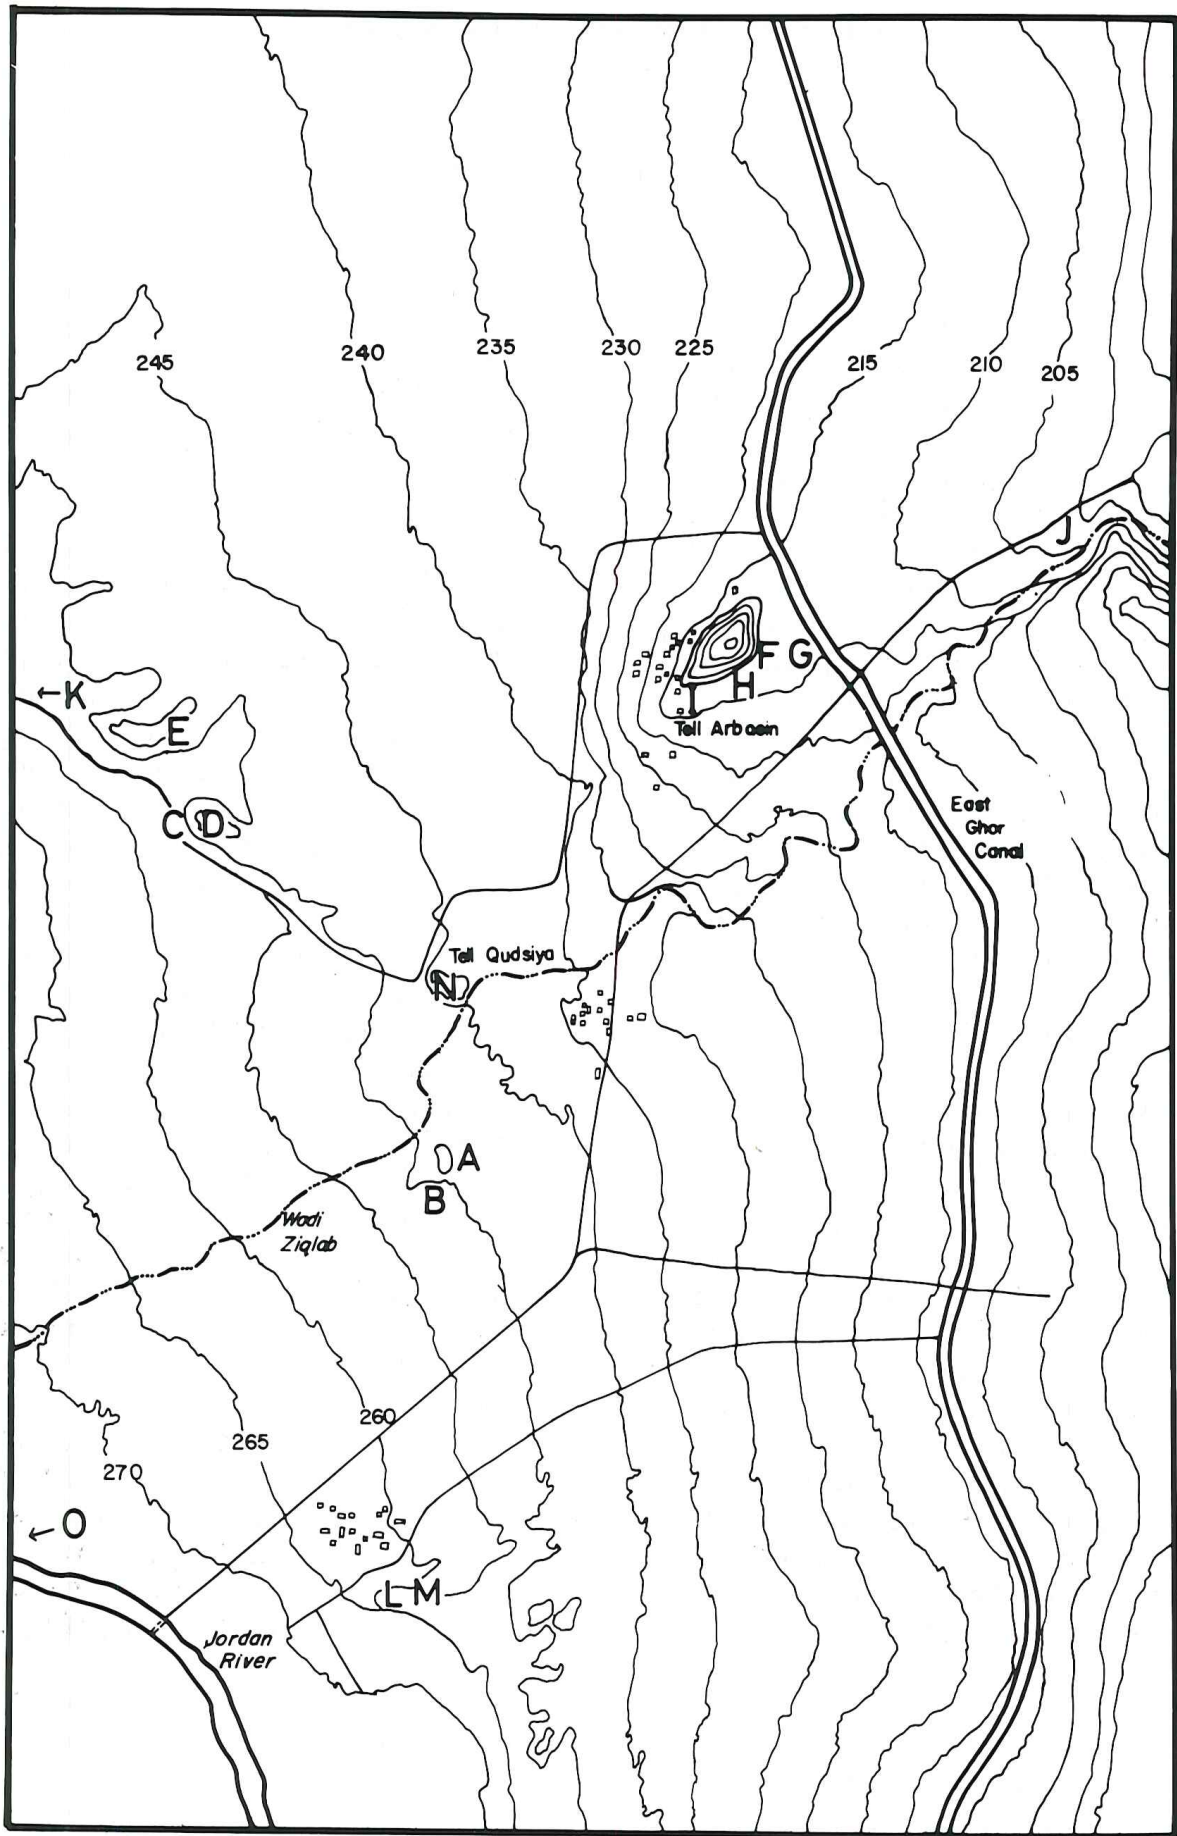 245
240
235
230
225
215
210
205
J
F
G
H
I
Tell Arbaein
←K
E
C
D
East
Ghor
Canal
Tell Qudsiya
N
A
B
Wadi
Ziqlab
260
265
270
←O
L
M
Jordan
River